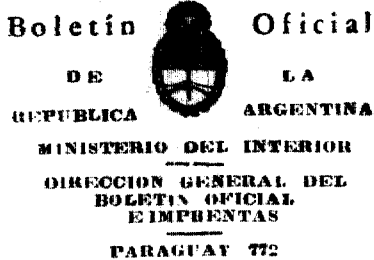 Boletín Oficial
DE LA
REPUBLICA ARGENTINA
MINISTERIO DEL INTERIOR
DIRECCION GENERAL DEL
BOLETIN OFICIAL
E IMPRENTAS
PARAGUAY 772